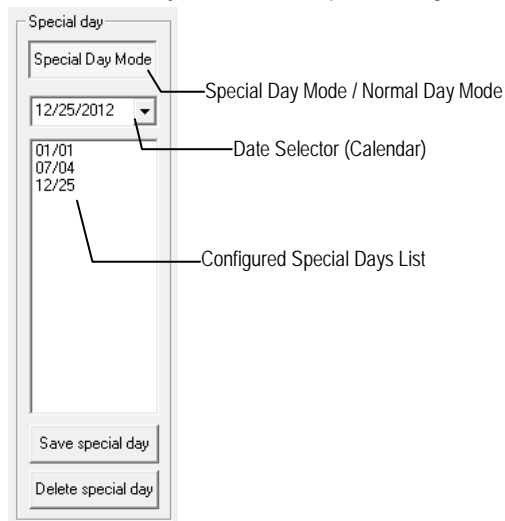 Special day
Special Day Mode
Special Day Mode / Normal Day Mode
12/25/2012
Date Selector (Calendar)
01/01
07/04
12/25
Configured Special Days List
Save special day
Delete special day